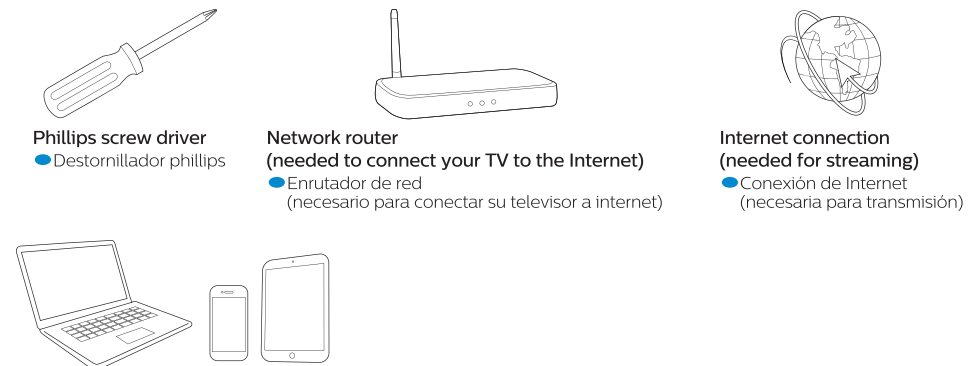 Phillips screw driver
Destornillador phillips
Network router
(needed to connect your TV to the Internet)
Enrutador de red
(necesario para conectar su televisor a internet)
Internet connection
(needed for streaming)
Conexión de Internet
(necesaria para transmisión)